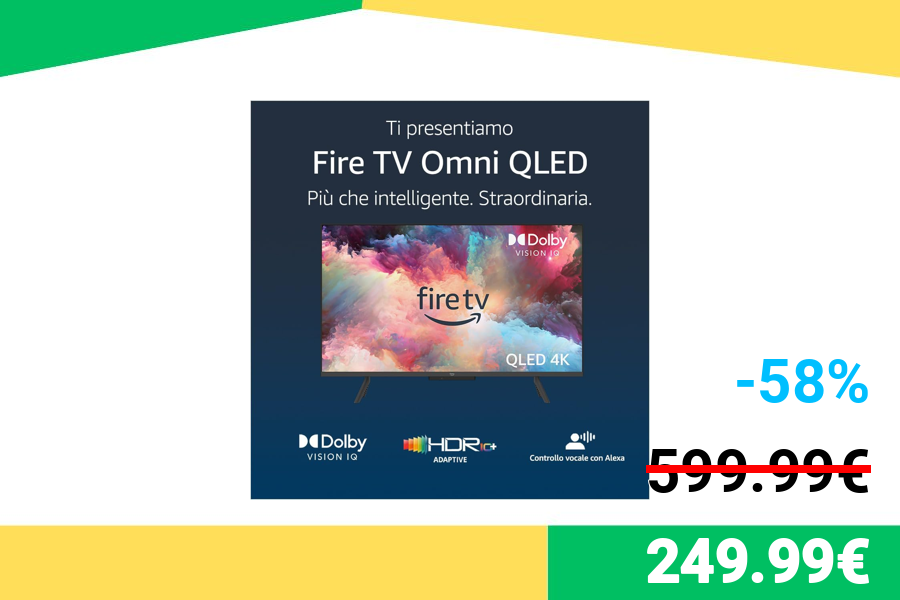 Ti presentiamo
Fire TV Omni QLED
Più che intelligente. Straordinaria.
Dolby
VISION IQ
fire tv
QLED 4K
Dolby
VISION IQ
HDR10+
ADAPTIVE
Controllo vocale con Alexa
-58%
599.99€
249.99€